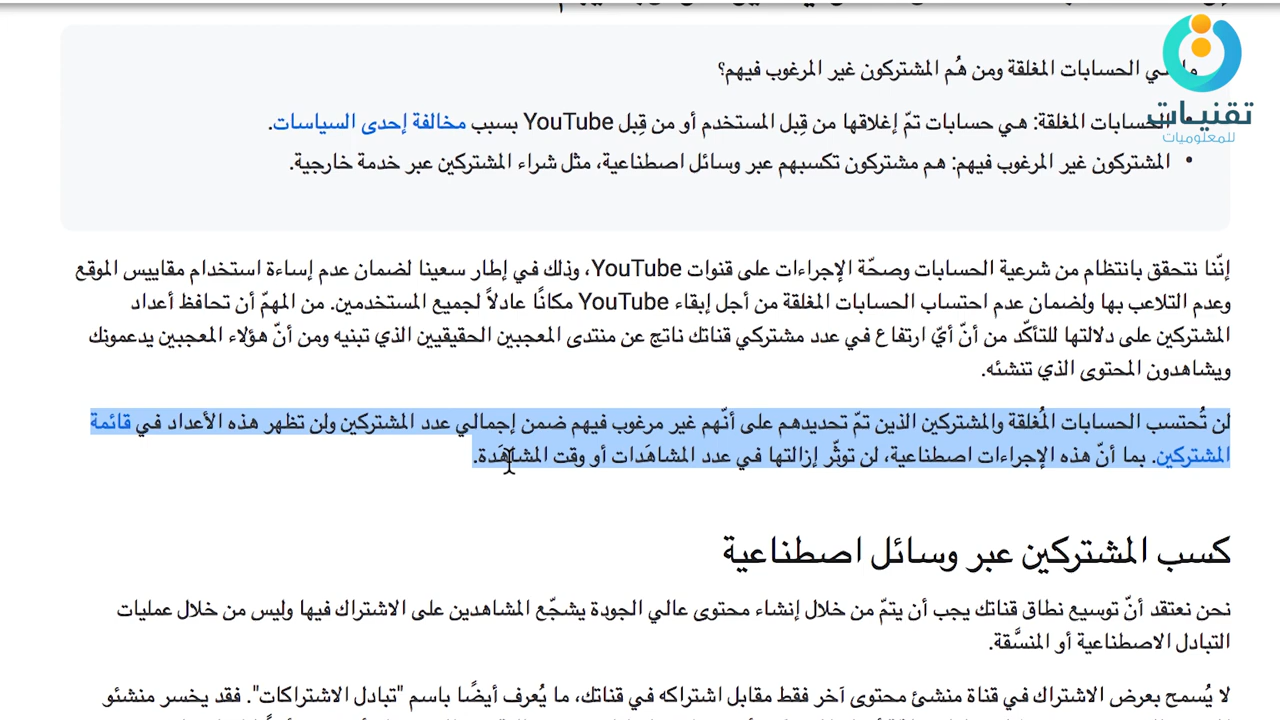 ما هي الحسابات المغلقة ومن هُم المشتركون غير المرغوب فيهم؟
تقنيات
للمعلوميات
الحسابات المغلقة: هي حسابات تمّ إغلاقها من قِبل المستخدم أو من قِبل YouTube بسبب مخالفة إحدى السياسات.
• المشتركون غير المرغوب فيهم: هم مشتركون تكسبهم عبر وسائل اصطناعية، مثل شراء المشتركين عبر خدمة خارجية.
إنّنا نتحقق بانتظام من شرعية الحسابات وصحّة الإجراءات على قنوات YouTube، وذلك في إطار سعينا لضمان عدم إساءة استخدام مقاييس الموقع
وعدم التلاعب بها ولضمان عدم احتساب الحسابات المغلقة من أجل إبقاء YouTube مكانًا عادلاً لجميع المستخدمين. من المهمّ أن تحافظ أعداد
المشتركين على دلالتها للتأكّد من أنّ أيّ ارتفاع في عدد مشتركي قناتك ناتج عن منتدى المعجبين الحقيقيين الذي تبنيه ومن أنّ هؤلاء المعجبين يدعمونك
ويشاهدون المحتوى الذي تنشئه.
لن تُحتسب الحسابات المُغلقة والمشتركين الذين تمّ تحديدهم على أنّهم غير مرغوب فيهم ضمن إجمالي عدد المشتركين ولن تظهر هذه الأعداد في قائمة
المشتركين. بما أنّ هذه الإجراءات اصطناعية، لن توثّر إزالتها في عدد المشاهَدات أو وقت المشاهَدة.
كسب المشتركين عبر وسائل اصطناعية
نحن نعتقد أنّ توسيع نطاق قناتك يجب أن يتمّ من خلال إنشاء محتوى عالي الجودة يشجّع المشاهدين على الاشتراك فيها وليس من خلال عمليات
التبادل الاصطناعية أو المنسَّقة.
لا يُسمح بعرض الاشتراك في قناة منشئ محتوى آخر فقط مقابل اشتراكه في قناتك، ما يُعرف أيضًا باسم "تبادل الاشتراكات". فقد يخسر منشئو